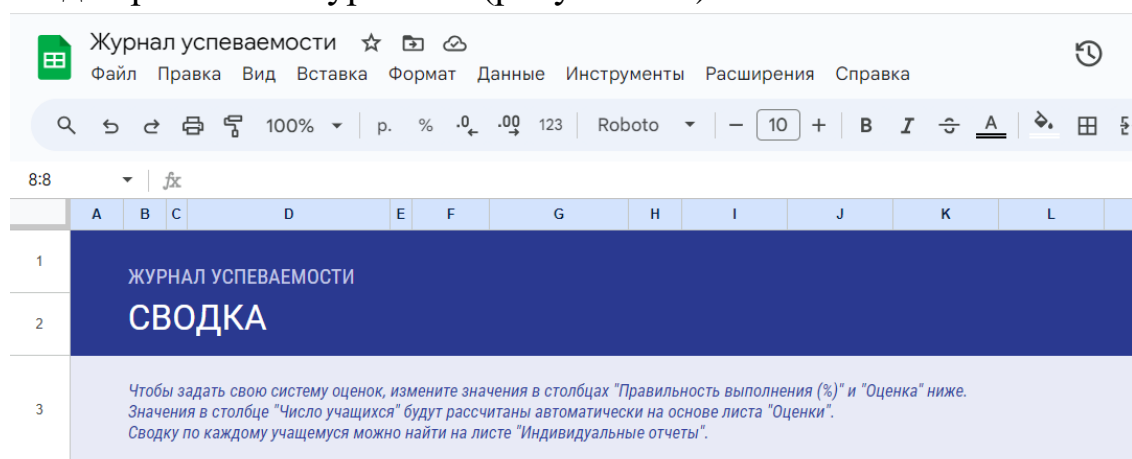 Журнал успеваемости
Файл Правка Вид Вставка Формат Данные Инструменты Расширения Справка
100% р. % .0 .00 123 Roboto 10 B I A
8:8 fx
A B C D E F G H I J K L
1 ЖУРНАЛ УСПЕВАЕМОСТИ
2 СВОДКА
Чтобы задать свою систему оценок, измените значения в столбцах "Правильность выполнения (%)" и "Оценка" ниже.
3 Значения в столбце "Число учащихся" будут рассчитаны автоматически на основе листа "Оценки".
Сводку по каждому учащемуся можно найти на листе "Индивидуальные отчеты".